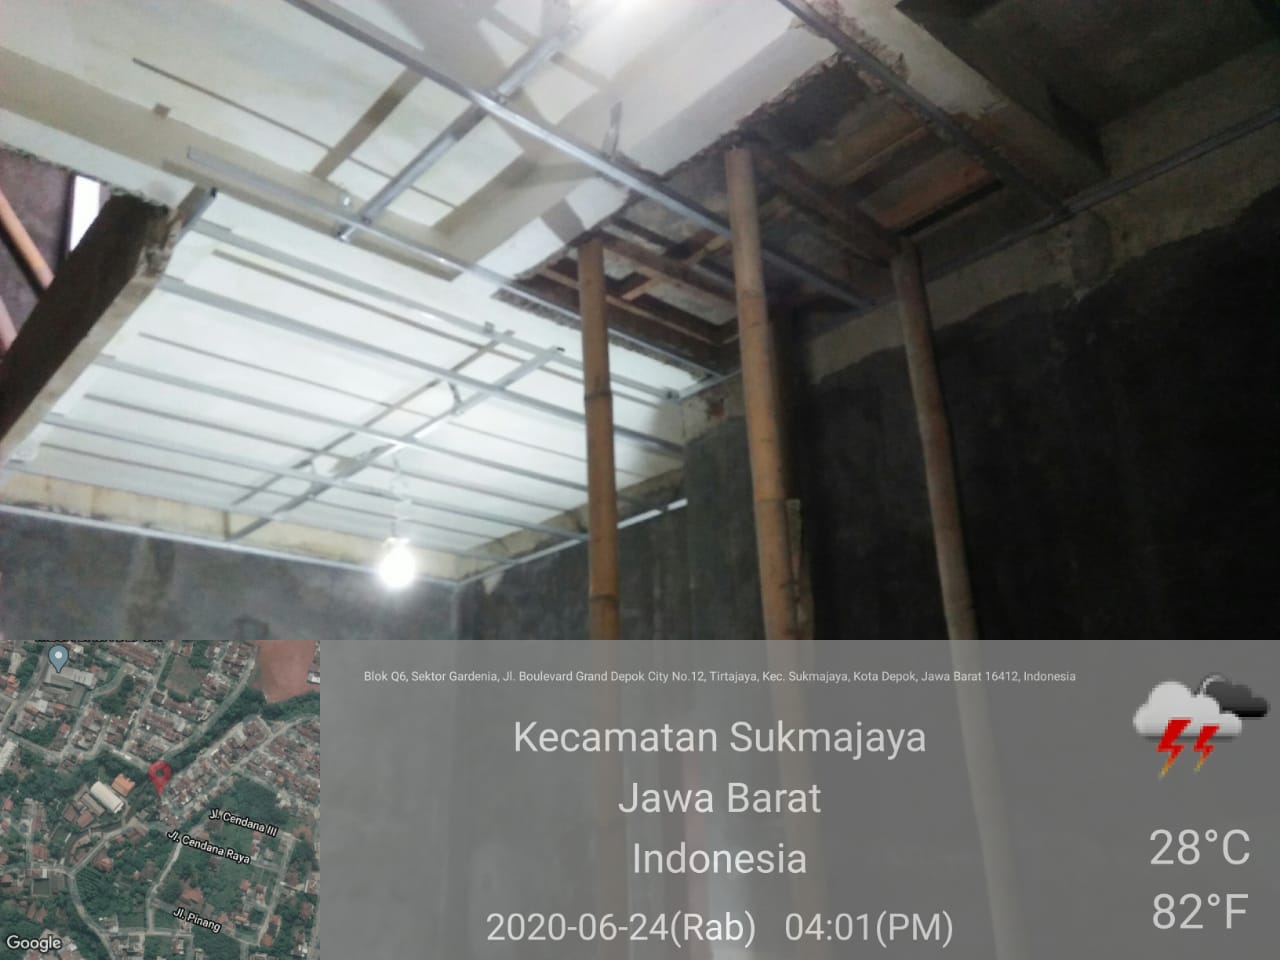 Blok Q6, Sektor Gardenia, Jl. Boulevard Grand Depok City No.12, Tirtajaya, Kec. Sukmajaya, Kota Depok, Jawa Barat 16412, Indonesia
Kecamatan Sukmajaya
Jawa Barat
Indonesia
2020-06-24(Rab) 04:01(PM)
28°C
82°F
Jl. Cendana III
Jl. Cendana Raya
Jl. Pinang
Google